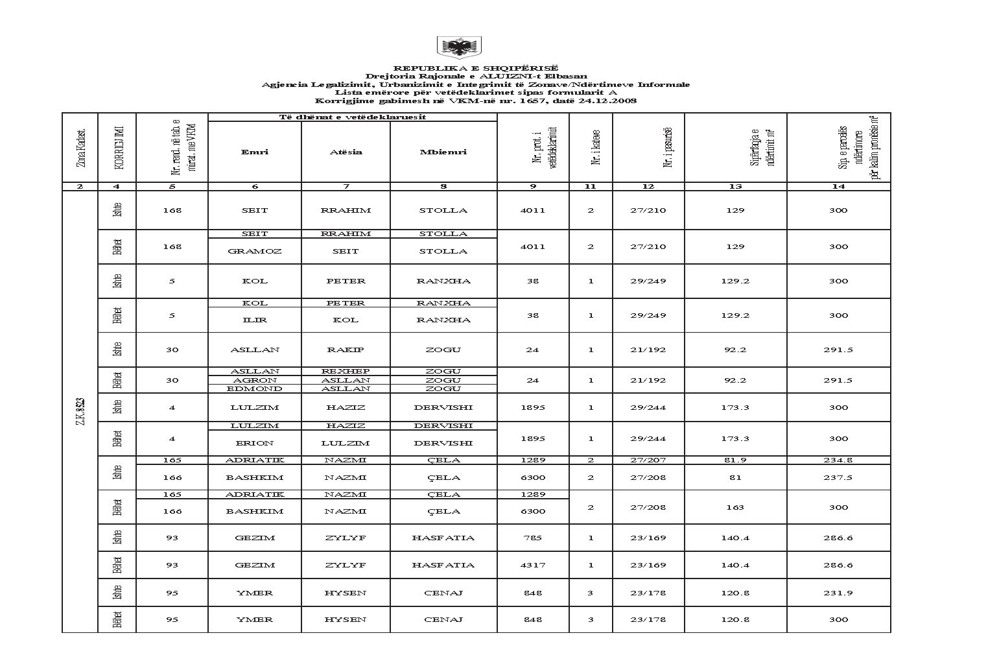 REPUBLIKA E SHQIPËRISË
Drejtoria Rajonale e ALUIZNI-t Elbasan
Agjencia Legalizimit, Urbanizimit e Integrimit të Zonave/Ndërtimeve Informale
Lista emërore për vetëdeklarimet sipas formularit A
Korrigjime gabimesh në VKM-në nr. 1657, datë 24.12.2008
Zona Kadast.
KORRIGJIMI
Nr. rend. në tab. e
mirat. me VKM
Të dhënat e vetëdeklaruesit
Emri Atësia Mbiemri
Nr. prot. i
vetëdeklarimit
Nr. i kateve
Nr. i pasurisë
Sipërfaqja e
ndërtimit m²
Sip. e parcelës
ndërtimore
për kalim pronësie m²
2 4 5 6 7 8 9 11 12 13 14
Z.K. 8523
Ishte 168 SEIT RRAHIM STOLLA 4011 2 27/210 129 300
SEIT RRAHIM STOLLA
Bëhet 168 4011 2 27/210 129 300
GRAMOZ SEIT STOLLA
Ishte 5 KOL PETER RANXHA 38 1 29/249 129.2 300
KOL PETER RANXHA
Bëhet 5 38 1 29/249 129.2 300
ILIR KOL RANXHA
Ishte 30 ASLLAN RAKIP ZOGU 24 1 21/192 92.2 291.5
ASLLAN REXHEP ZOGU
Bëhet 30 AGRON ASLLAN ZOGU 24 1 21/192 92.2 291.5
EDMOND ASLLAN ZOGU
Ishte 4 LULZIM HAZIZ DERVISHI 1895 1 29/244 173.3 300
LULZIM HAZIZ DERVISHI
Bëhet 4 1895 1 29/244 173.3 300
ERION LULZIM DERVISHI
Ishte 165 ADRIATIK NAZMI ÇELA 1289 2 27/207 81.9 234.8
166 BASHKIM NAZMI ÇELA 6300 2 27/208 81 237.5
Bëhet 165 ADRIATIK NAZMI ÇELA 1289
2 27/208 163 300
166 BASHKIM NAZMI ÇELA 6300
Ishte 93 GEZIM ZYLYF HASFATIA 785 1 23/169 140.4 286.6
Bëhet 93 GEZIM ZYLYF HASFATIA 4317 1 23/169 140.4 286.6
Ishte 95 YMER HYSEN CENAJ 848 3 23/178 120.8 231.9
Bëhet 95 YMER HYSEN CENAJ 848 3 23/178 120.8 300